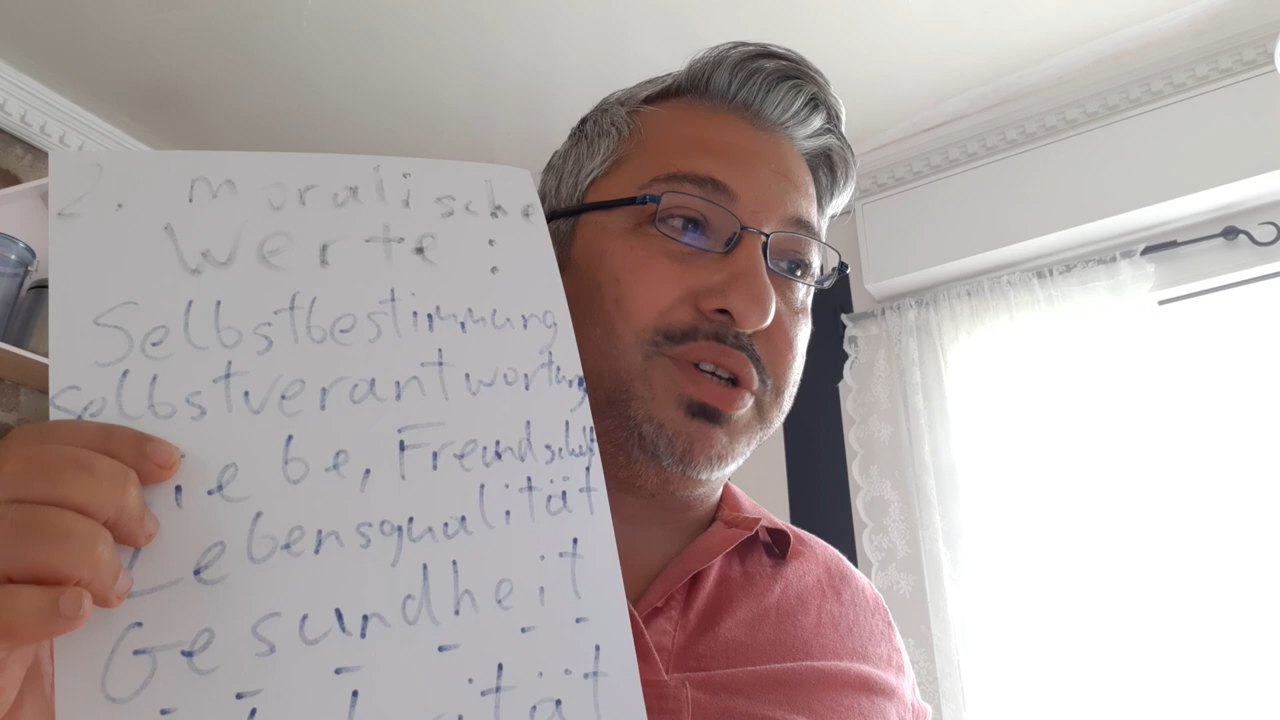 2. moralische
Werte:
Selbstbestimmung
Selbstverantwortung
Liebe, Freundschaft
Lebensqualität
Gesundheit